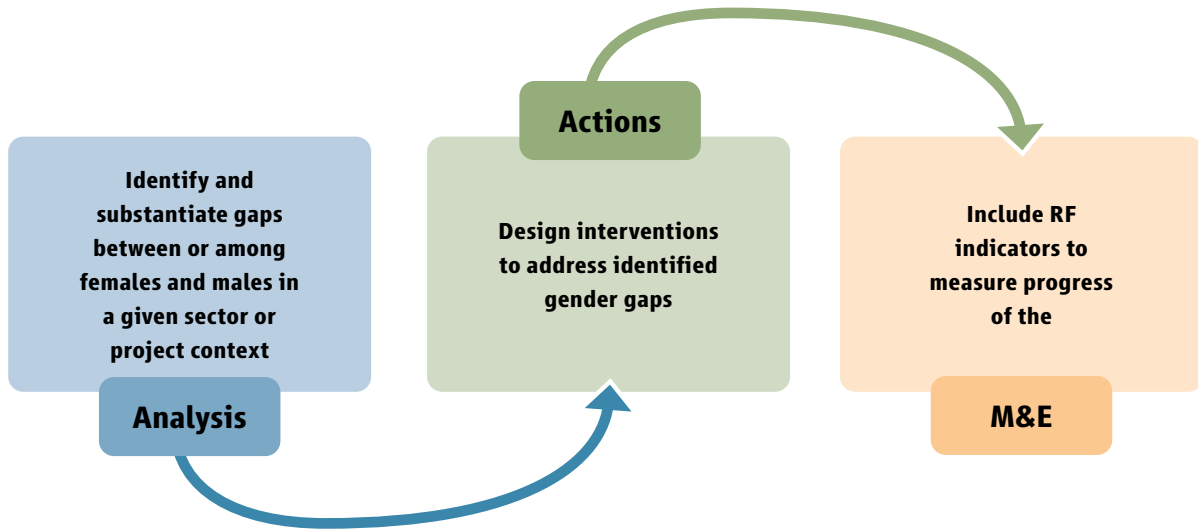 Identify and
substantiate gaps
between or among
females and males in
a given sector or
project context
Analysis
Actions
Design interventions
to address identified
gender gaps
Include RF
indicators to
measure progress
of the
M&E